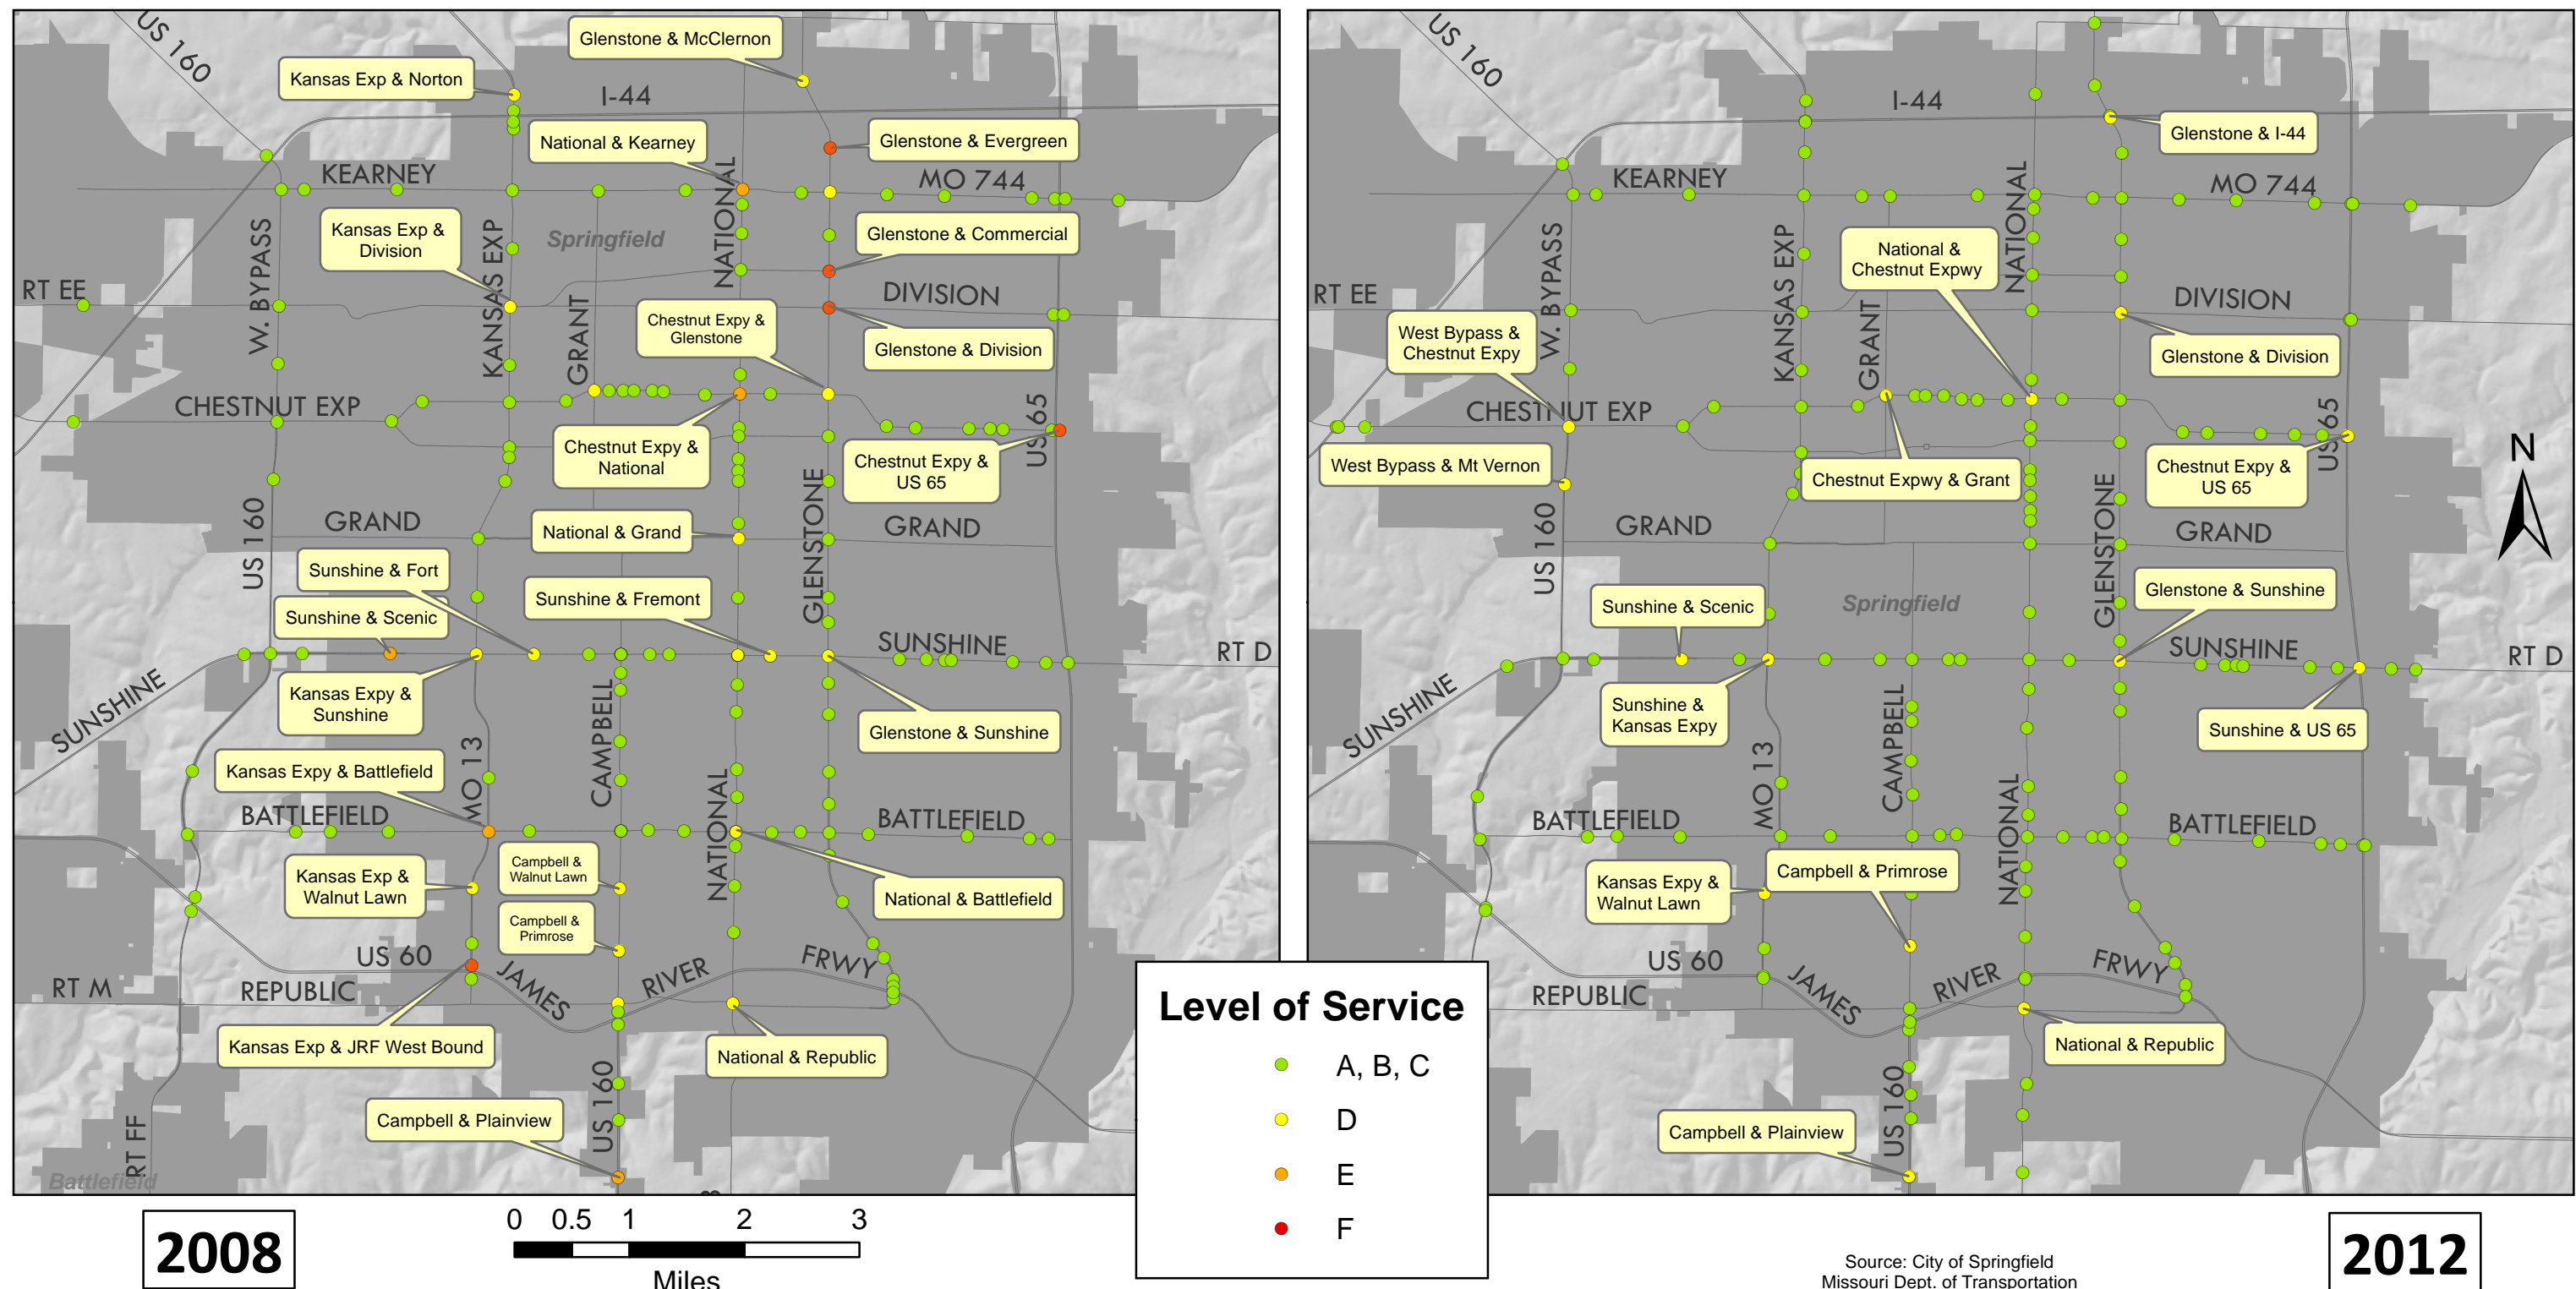 US 160
Glenstone & McClernon
Kansas Exp & Norton
I-44
National & Kearney
Glenstone & Evergreen
KEARNEY
MO 744
NATIONAL
Kansas Exp &
Division
Springfield
Glenstone & Commercial
W. BYPASS
KANSAS EXP
RT EE
DIVISION
GRANT
Chestnut Expy &
Glenstone
Glenstone & Division
CHESTNUT EXP
US 65
Chestnut Expy &
National
Chestnut Expy &
US 65
US 160
GRAND
National & Grand
GLENSTONE
GRAND
Sunshine & Fort
Sunshine & Scenic
Sunshine & Fremont
SUNSHINE
RT D
SUNSHINE
Kansas Expy &
Sunshine
CAMPBELL
Glenstone & Sunshine
Kansas Expy & Battlefield
MO 13
BATTLEFIELD
NATIONAL
BATTLEFIELD
Kansas Exp &
Walnut Lawn
Campbell &
Walnut Lawn
National & Battlefield
Campbell &
Primrose
US 60
JAMES
RIVER
FRWY
RT M
REPUBLIC
Kansas Exp & JRF West Bound
National & Republic
US 160
Campbell & Plainview
RT FF
Battlefield
2008
0 0.5 1 2 3
Miles
US 160
I-44
Glenstone & I-44
KEARNEY
NATIONAL
MO 744
W. BYPASS
KANSAS EXP
National &
Chestnut Expwy
RT EE
DIVISION
GRANT
West Bypass &
Chestnut Expy
Glenstone & Division
CHESTNUT EXP
US 65
West Bypass & Mt Vernon
Chestnut Expwy & Grant
Chestnut Expy &
US 65
N
US 160
GRAND
GLENSTONE
GRAND
Sunshine & Scenic
Springfield
Glenstone & Sunshine
SUNSHINE
RT D
SUNSHINE
Sunshine &
Kansas Expy
CAMPBELL
Sunshine & US 65
MO 13
BATTLEFIELD
NATIONAL
BATTLEFIELD
Kansas Expy &
Walnut Lawn
Campbell & Primrose
US 60
JAMES
RIVER
FRWY
REPUBLIC
National & Republic
US 160
Campbell & Plainview
Level of Service
A, B, C
D
E
F
Source: City of Springfield
Missouri Dept. of Transportation
2012